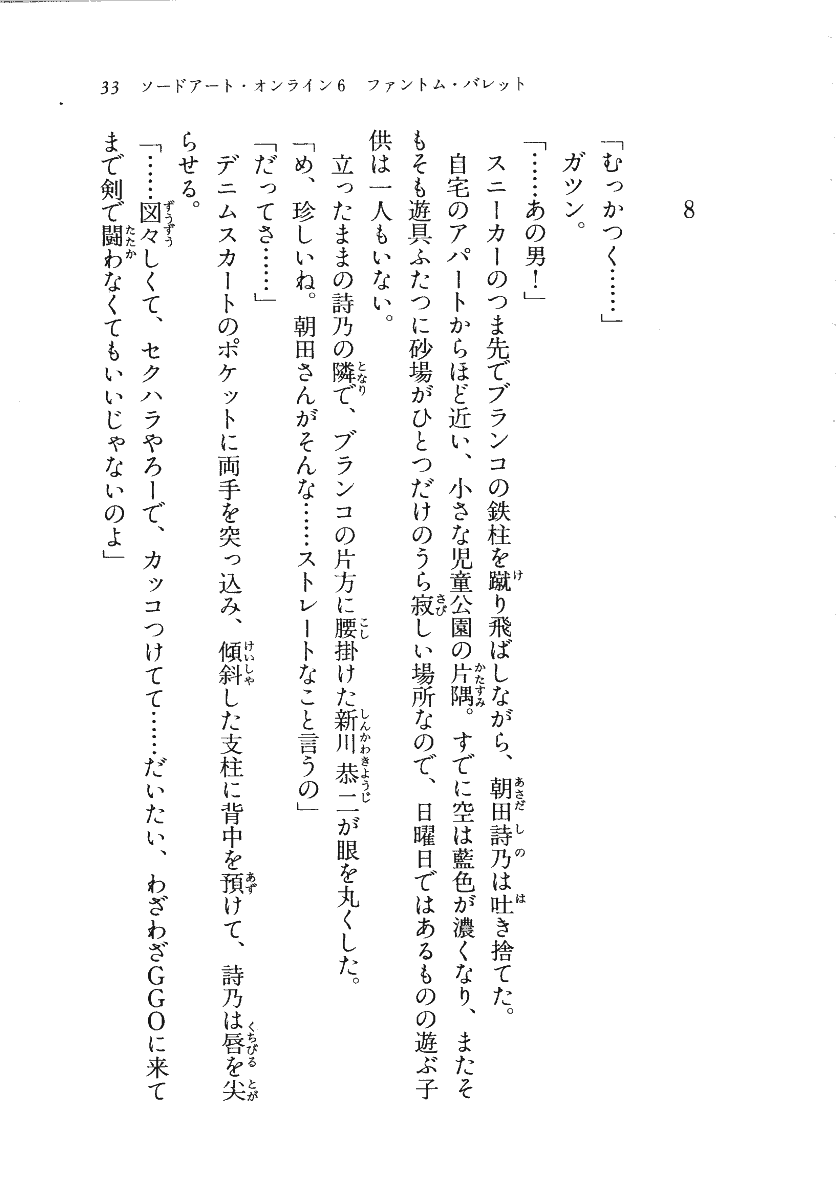 33 ソードアート・オンライン6 ファントム・バレット
8
「むっかつく……」
ガツン。
「……あの男！」
スニーカーのつま先でブランコの鉄柱を蹴り飛ばしながら、朝田詩乃は吐き捨てた。
自宅のアパートからほど近い、小さな児童公園の片隅。すでに空は藍色が濃くなり、またそ
もそも遊具ふたつに砂場がひとつだけのうら寂しい場所なので、日曜日ではあるものの遊ぶ子
供は一人もいない。
立ったままの詩乃の隣で、ブランコの片方に腰掛けた新川恭二が眼を丸くした。
「め、珍しいね。朝田さんがそんな……ストレートなこと言うの」
「だってさ……」
デニムスカートのポケットに両手を突っ込み、傾斜した支柱に背中を預けて、詩乃は唇を尖
らせる。
「……図々しくて、セクハラやろーで、カッコつけてて……だいたい、わざわざＧＧＯに来て
まで剣で闘わなくてもいいじゃないのよ」